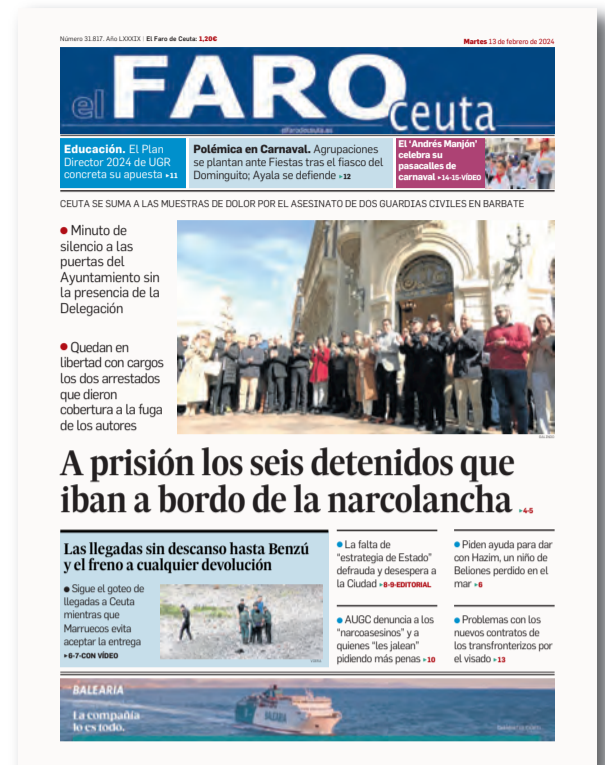 Número 31.817. Año LXXXIX | El Faro de Ceuta: 1,20€
Martes 13 de febrero de 2024
el FARO ceuta
elfarodeceuta.es
Educación. El Plan
Director 2024 de UGR
concreta su apuesta ▸11
Polémica en Carnaval. Agrupaciones
se plantan ante Fiestas tras el fiasco del
Dominguito; Ayala se defiende ▸12
El 'Andrés Manjón'
celebra su
pasacalles de
carnaval ▸14-15-VÍDEO
CEUTA SE SUMA A LAS MUESTRAS DE DOLOR POR EL ASESINATO DE DOS GUARDIAS CIVILES EN BARBATE
● Minuto de
silencio a las
puertas del
Ayuntamiento sin
la presencia de la
Delegación
● Quedan en
libertad con cargos
los dos arrestados
que dieron
cobertura a la fuga
de los autores
A prisión los seis detenidos que
iban a bordo de la narcolancha ▸4-5
Las llegadas sin descanso hasta Benzú
y el freno a cualquier devolución
● Sigue el goteo de
llegadas a Ceuta
mientras que
Marruecos evita
aceptar la entrega
▸6-7-CON VÍDEO
● La falta de
"estrategia de Estado"
defrauda y desespera a
la Ciudad ▸8-9-EDITORIAL
● Piden ayuda para dar
con Hazim, un niño de
Beliones perdido en el
mar ▸6
● AUGC denuncia a los
"narcoasesinos" y a
quienes "les jalean"
pidiendo más penas ▸10
● Problemas con los
nuevos contratos de
los transfronterizos por
el visado ▸13
BALEARIA
La compañía
lo es todo.
BALEARIA